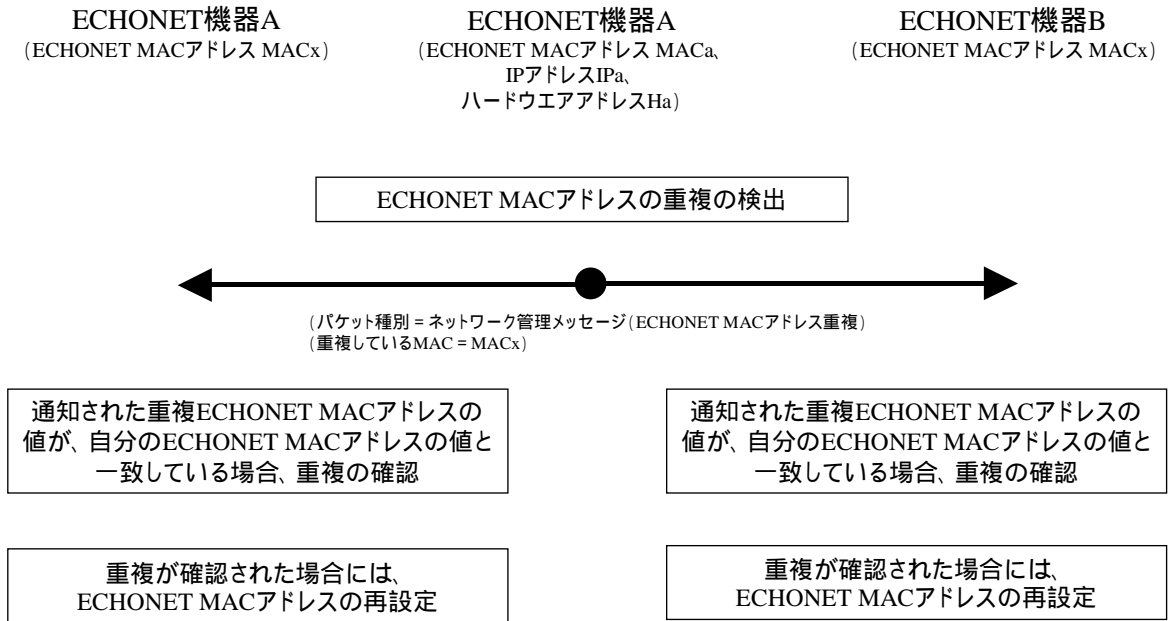 ECHONET機器A
(ECHONET MACアドレス MACx)
ECHONET機器A
(ECHONET MACアドレス MACa、
IPアドレスIPa、
ハードウエアアドレスHa)
ECHONET機器B
(ECHONET MACアドレス MACx)
ECHONET MACアドレスの重複の検出
(パケット種別 = ネットワーク管理メッセージ(ECHONET MACアドレス重複)
(重複しているMAC = MACx)
通知された重複ECHONET MACアドレスの
値が、自分のECHONET MACアドレスの値と
一致している場合、重複の確認
通知された重複ECHONET MACアドレスの
値が、自分のECHONET MACアドレスの値と
一致している場合、重複の確認
重複が確認された場合には、
ECHONET MACアドレスの再設定
重複が確認された場合には、
ECHONET MACアドレスの再設定